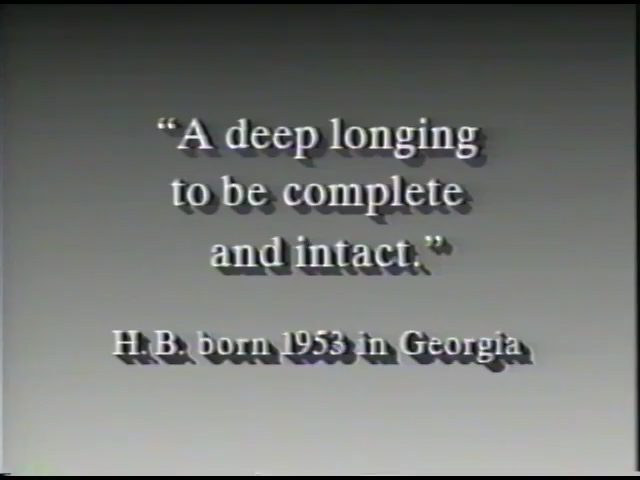 “A deep longing
to be complete
and intact.”
H. B. born 1953 in Georgia